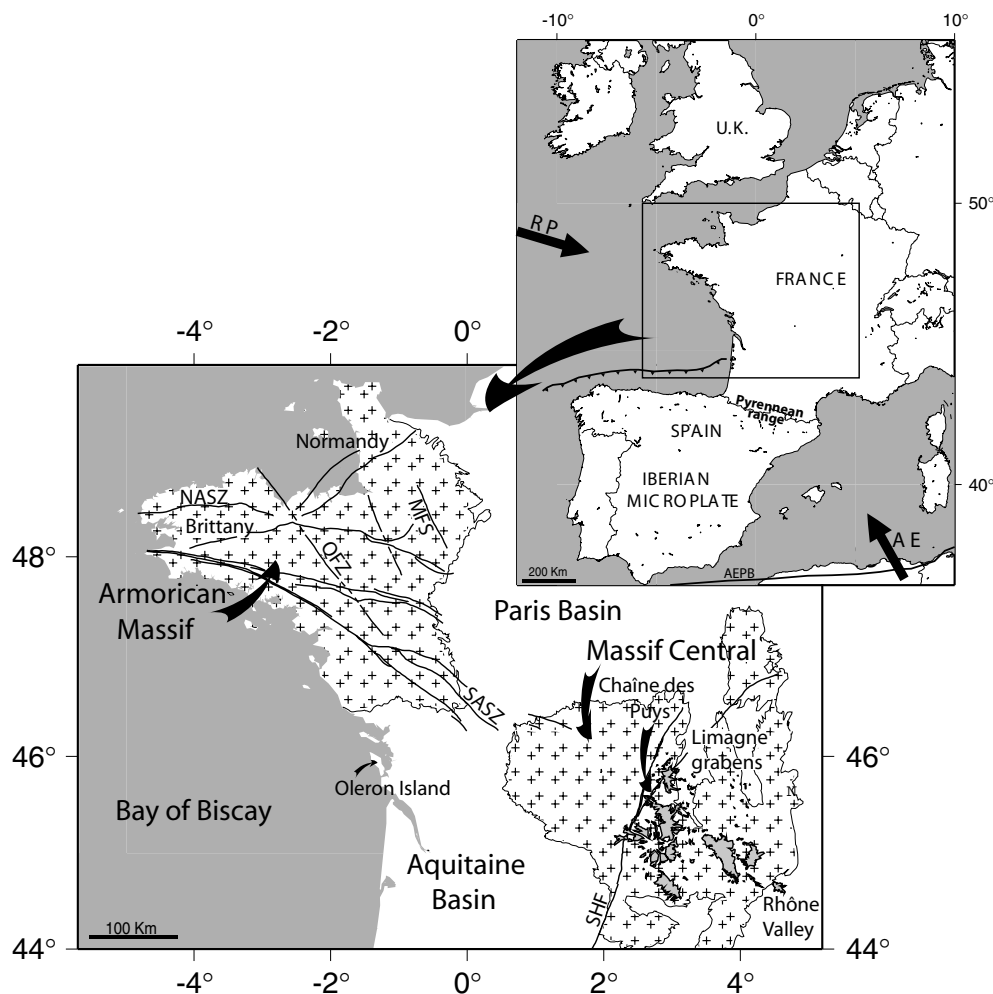 -10° 0° 10°
U.K.
50°
RP
FRANCE
-4° -2° 0°
Pyrennean
range
SPAIN
IBERIAN
MICROPLATE
40°
AE
AEPB
200 Km
Normandy
NASZ
MFS
Brittany
QFZ
48°
Armorican
Massif
Paris Basin
Massif Central
Chaîne des
Puys
SASZ
Limagne
grabens
46° 46°
Oleron Island
Bay of Biscay
Aquitaine
Basin
SHF
Rhône
Valley
100 Km
44° 44°
-4° -2° 0° 2° 4°